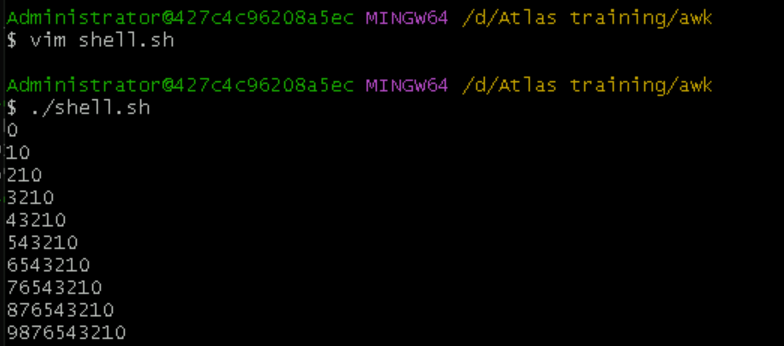 Administrator@427c4c96208a5ec MINGW64 /d/Atlas training/awk
$ vim shell.sh
Administrator@427c4c96208a5ec MINGW64 /d/Atlas training/awk
$ ./shell.sh
0
10
210
3210
43210
543210
6543210
76543210
876543210
9876543210